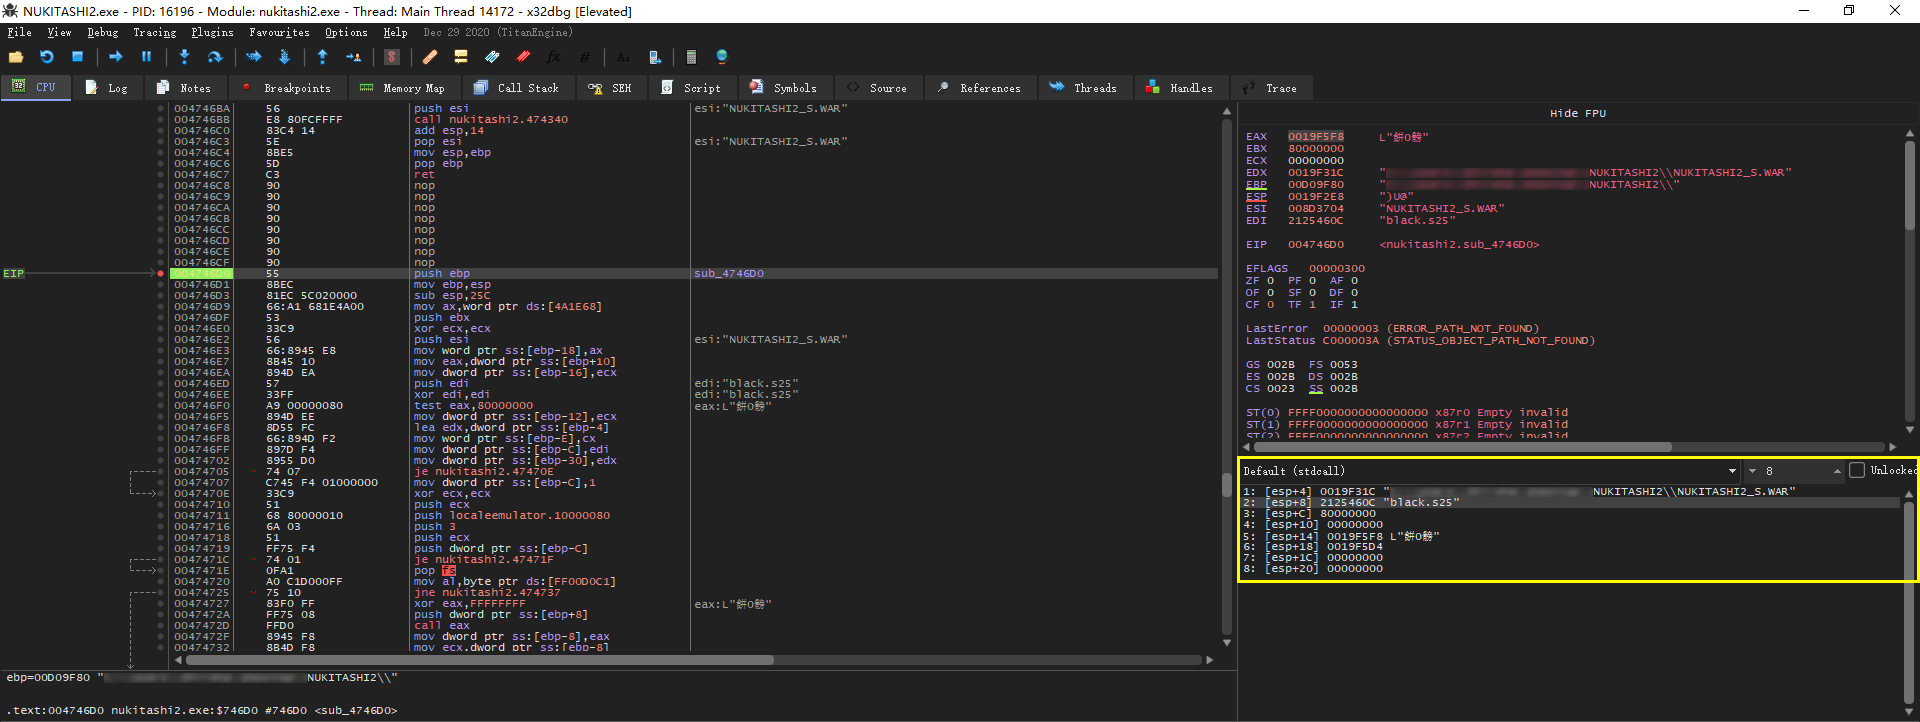 NUKITASHI2.exe - PID: 16196 - Module: nukitashi2.exe - Thread: Main Thread 14172 - x32dbg [Elevated]
File View Debug Tracing Plugins Favourites Options Help Dec 29 2020 (TitanEngine)
CPU Log Notes Breakpoints Memory Map Call Stack SEH Script Symbols Source References Threads Handles Trace
004746BA 56 push esi esi:"NUKITASHI2_S.WAR"
004746BB E8 80FCFFFF call nukitashi2.474340
004746C0 83C4 14 add esp,14
004746C3 5E pop esi esi:"NUKITASHI2_S.WAR"
004746C4 8BE5 mov esp,ebp
004746C6 5D pop ebp
004746C7 C3 ret
004746C8 90 nop
004746C9 90 nop
004746CA 90 nop
004746CB 90 nop
004746CC 90 nop
004746CD 90 nop
004746CE 90 nop
004746CF 90 nop
EIP 004746D0 55 push ebp sub_4746D0
004746D1 8BEC mov ebp,esp
004746D3 81EC 5C020000 sub esp,25C
004746D9 66:A1 681E4A00 mov ax,word ptr ds:[4A1E68]
004746DF 53 push ebx
004746E0 33C9 xor ecx,ecx
004746E2 56 push esi esi:"NUKITASHI2_S.WAR"
004746E3 66:8945 E8 mov word ptr ss:[ebp-18],ax
004746E7 8B45 10 mov eax,dword ptr ss:[ebp+10]
004746EA 894D EA mov dword ptr ss:[ebp-16],ecx
004746ED 57 push edi edi:"black.s25"
004746EE 33FF xor edi,edi edi:"black.s25"
004746F0 A9 00000080 test eax,80000000 eax:L"餅0髈"
004746F5 894D EE mov dword ptr ss:[ebp-12],ecx
004746F8 8D55 FC lea edx,dword ptr ss:[ebp-4]
004746FB 66:894D F2 mov word ptr ss:[ebp-E],cx
004746FF 897D F4 mov dword ptr ss:[ebp-C],edi
00474702 8955 D0 mov dword ptr ss:[ebp-30],edx
00474705 74 07 je nukitashi2.47470E
00474707 C745 F4 01000000 mov dword ptr ss:[ebp-C],1
0047470E 33C9 xor ecx,ecx
00474710 51 push ecx
00474711 68 80000010 push localeemulator.10000080
00474716 6A 03 push 3
00474718 51 push ecx
00474719 FF75 F4 push dword ptr ss:[ebp-C]
0047471C 74 01 je nukitashi2.47471F
0047471E 0FA1 pop fs
00474720 A0 C1D000FF mov al,byte ptr ds:[FF00D0C1]
00474725 75 10 jne nukitashi2.474737
00474727 83F0 FF xor eax,FFFFFFFF eax:L"餅0髈"
0047472A FF75 08 push dword ptr ss:[ebp+8]
0047472D FFD0 call eax
0047472F 8945 F8 mov dword ptr ss:[ebp-8],eax
00474732 8B4D F8 mov ecx,dword ptr ss:[ebp-8]
ebp=00D09F80 " NUKITASHI2\\"
.text:004746D0 nukitashi2.exe:$746D0 #746D0 <sub_4746D0>
Hide FPU
EAX 0019F5F8 L"餅0髈"
EBX 80000000
ECX 00000000
EDX 0019F31C " NUKITASHI2\\NUKITASHI2_S.WAR"
EBP 00D09F80 " NUKITASHI2\\"
ESP 0019F2E8 ")U@"
ESI 008D3704 "NUKITASHI2_S.WAR"
EDI 2125460C "black.s25"
EIP 004746D0 <nukitashi2.sub_4746D0>
EFLAGS 00000300
ZF 0 PF 0 AF 0
OF 0 SF 0 DF 0
CF 0 TF 1 IF 1
LastError 00000003 (ERROR_PATH_NOT_FOUND)
LastStatus C000003A (STATUS_OBJECT_PATH_NOT_FOUND)
GS 002B FS 0053
ES 002B DS 002B
CS 0023 SS 002B
ST(0) FFFF0000000000000000 x87r0 Empty invalid
ST(1) FFFF0000000000000000 x87r1 Empty invalid
ST(2) FFFF0000000000000000 x87r2 Empty invalid
Default (stdcall) 8 Unlocked
1: [esp+4] 0019F31C " NUKITASHI2\\NUKITASHI2_S.WAR"
2: [esp+8] 2125460C "black.s25"
3: [esp+C] 80000000
4: [esp+10] 00000000
5: [esp+14] 0019F5F8 L"餅0髈"
6: [esp+18] 0019F5D4
7: [esp+1C] 00000000
8: [esp+20] 00000000